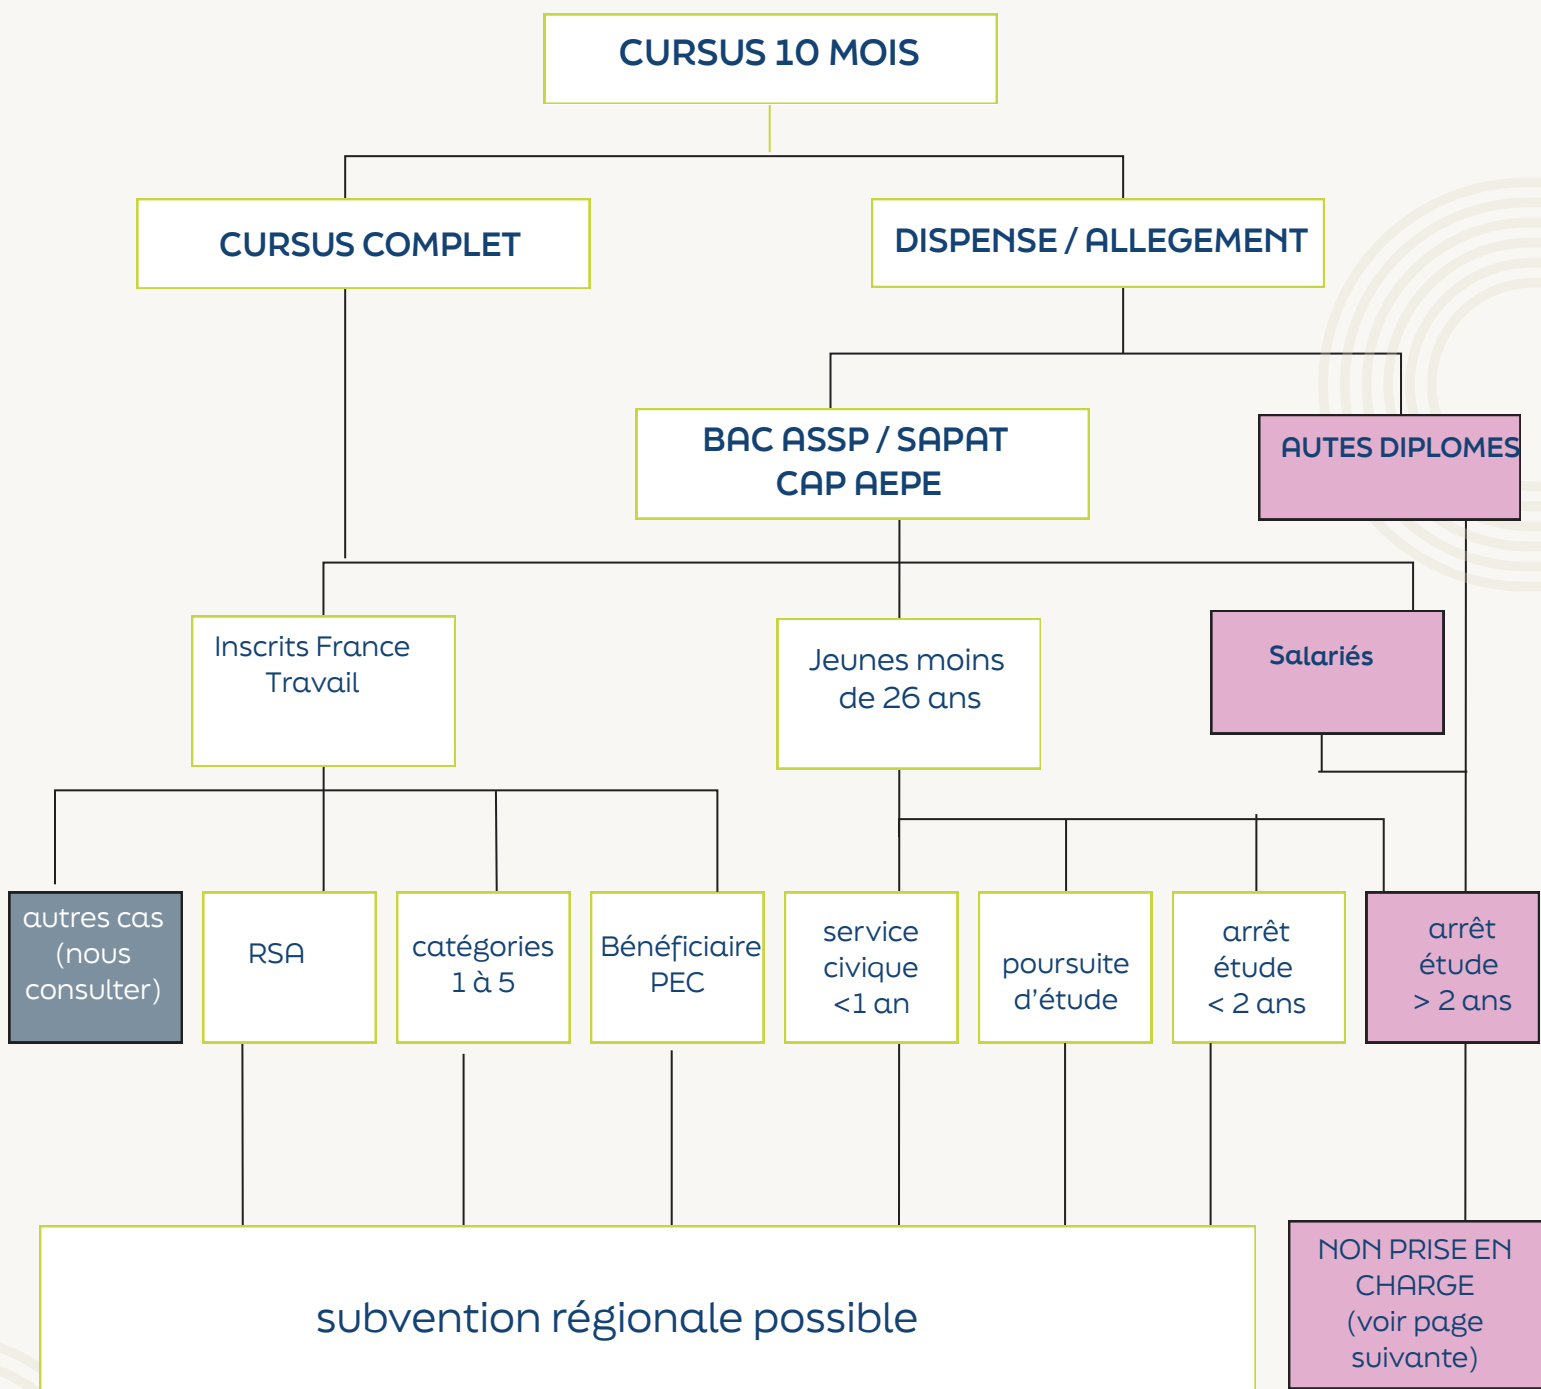 CURSUS 10 MOIS
CURSUS COMPLET
DISPENSE / ALLEGEMENT
BAC ASSP / SAPAT
CAP AEPE
AUTES DIPLOMES
Inscrits France
Travail
Jeunes moins
de 26 ans
Salariés
autres cas
(nous
consulter)
RSA
catégories
1 à 5
Bénéficiaire
PEC
service
civique
<1 an
poursuite
d'étude
arrêt
étude
< 2 ans
arrêt
étude
> 2 ans
subvention régionale possible
NON PRISE EN
CHARGE
(voir page
suivante)